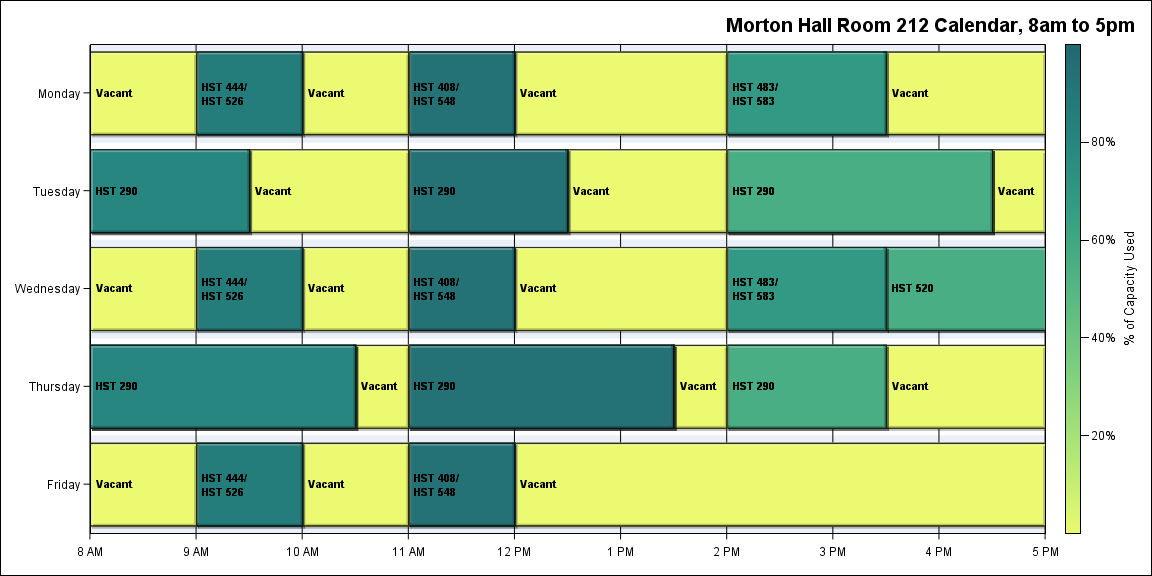 Morton Hall Room 212 Calendar, 8am to 5pm
Monday
Vacant
HST 444/
HST 526
Vacant
HST 408/
HST 548
Vacant
HST 483/
HST 583
Vacant
Tuesday
HST 290
Vacant
HST 290
Vacant
HST 290
Vacant
Wednesday
Vacant
HST 444/
HST 526
Vacant
HST 408/
HST 548
Vacant
HST 483/
HST 583
HST 520
Thursday
HST 290
Vacant
HST 290
Vacant
HST 290
Vacant
Friday
Vacant
HST 444/
HST 526
Vacant
HST 408/
HST 548
Vacant
8 AM
9 AM
10 AM
11 AM
12 PM
1 PM
2 PM
3 PM
4 PM
5 PM
80%
60%
40%
20%
% of Capacity Used